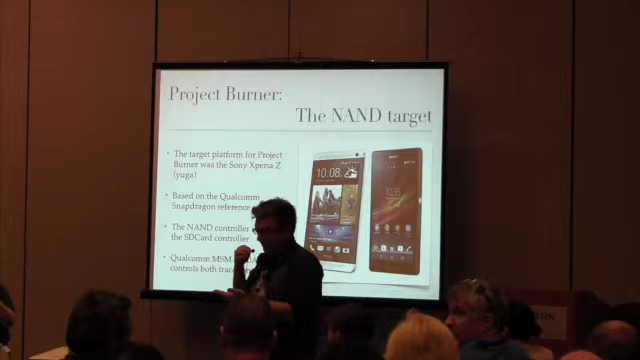 Project Burner:
The NAND target
• The target platform for Project
Burner was the Sony Xperia Z
(yuga)
• Based on the Qualcomm
Snapdragon reference
• The NAND controller
the SDCard controller
• Qualcomm MSM
controls both
10:08